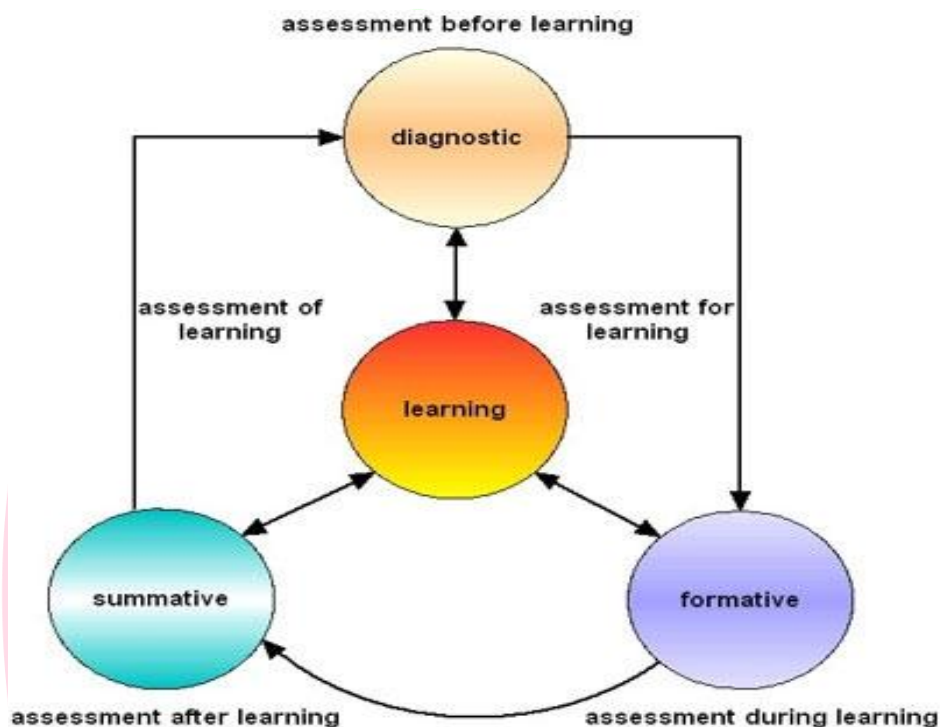 assessment before learning
diagnostic
assessment of
learning
assessment for
learning
learning
summative
formative
assessment after learning
assessment during learning